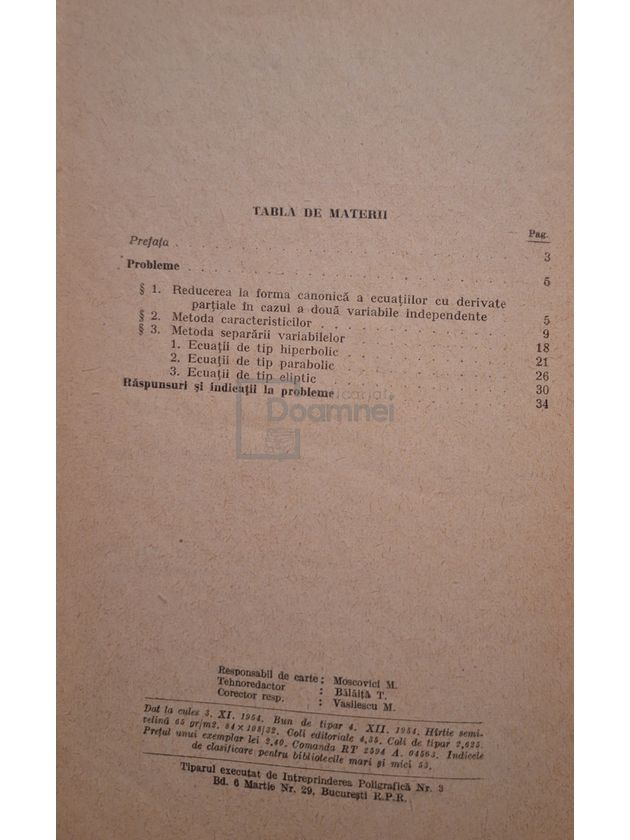 TABLA DE MATERII
Pag.
Prefața . . . . . . . . . . . . . . . . . . 3
Probleme . . . . . . . . . . . . . . . . . . 5
§ 1. Reducerea la forma canonică a ecuațiilor cu derivate
parțiale în cazul a două variabile independente 5
§ 2. Metoda caracteristicilor . . . . . . . . . . 9
§ 3. Metoda separării variabilelor . . . . . . . . 18
1. Ecuații de tip hiperbolic . . . . . . . . 21
2. Ecuații de tip parabolic . . . . . . . . 26
3. Ecuații de tip eliptic . . . . . . . . 30
Răspunsuri și indicații la probleme . . . . . . . . 34
Doamnei
Responsabil de carte : Moscovici M.
Tehnoredactor : Bălăiță T.
Corector resp. : Vasilescu M.
Dat la cules 3. XI. 1954. Bun de tipar 4. XII. 1954. Hîrtie semi-
velină 65 gr/m2. 84×108/32. Coli editoriale 4,35. Coli de tipar 2,625.
Prețul unui exemplar lei 2,40. Comanda RT 2594 A. 04563. Indicele
de clasificare pentru bibliotecile mari și mici 53.
Tiparul executat de Intreprinderea Poligrafică Nr. 3
Bd. 6 Martie Nr. 29, București R.P.R.